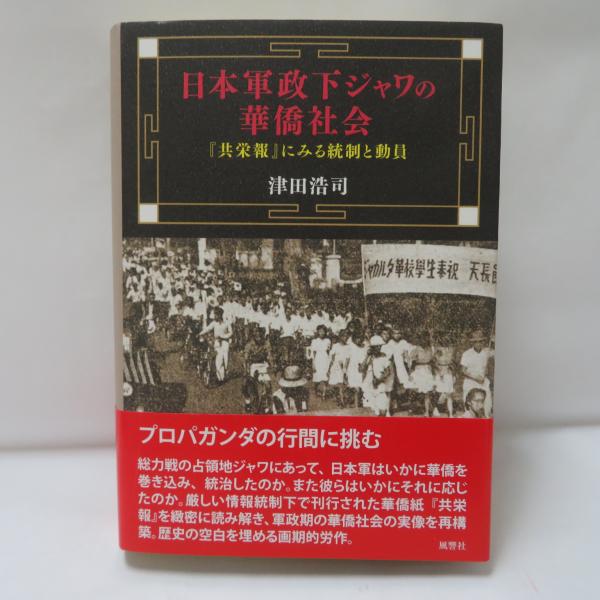 日本軍政下ジャワの
華僑社会
『共栄報』にみる統制と動員
津田浩司
ジャカルタ華校學生奉祝 天長
プロパガンダの行間に挑む
総力戦の占領地ジャワにあって、日本軍はいかに華僑を
巻き込み、統治したのか。また彼らはいかにそれに応じ
たのか。厳しい情報統制下で刊行された華僑紙『共栄
報』を緻密に読み解き、軍政期の華僑社会の実像を再構
築。歴史の空白を埋める画期的労作。
風響社